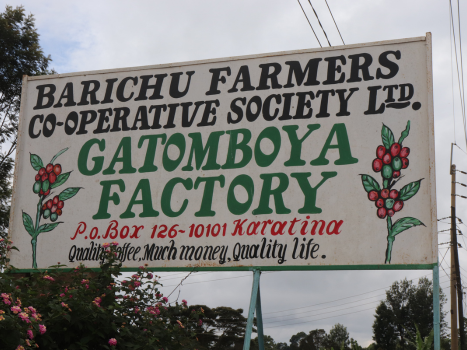 BARICHU FARMERS
CO-OPERATIVE SOCIETY LTD.
GATOMBOYA
FACTORY
P.O. Box 126-10101 Karatina
Quality Coffee, Much money, Quality life.